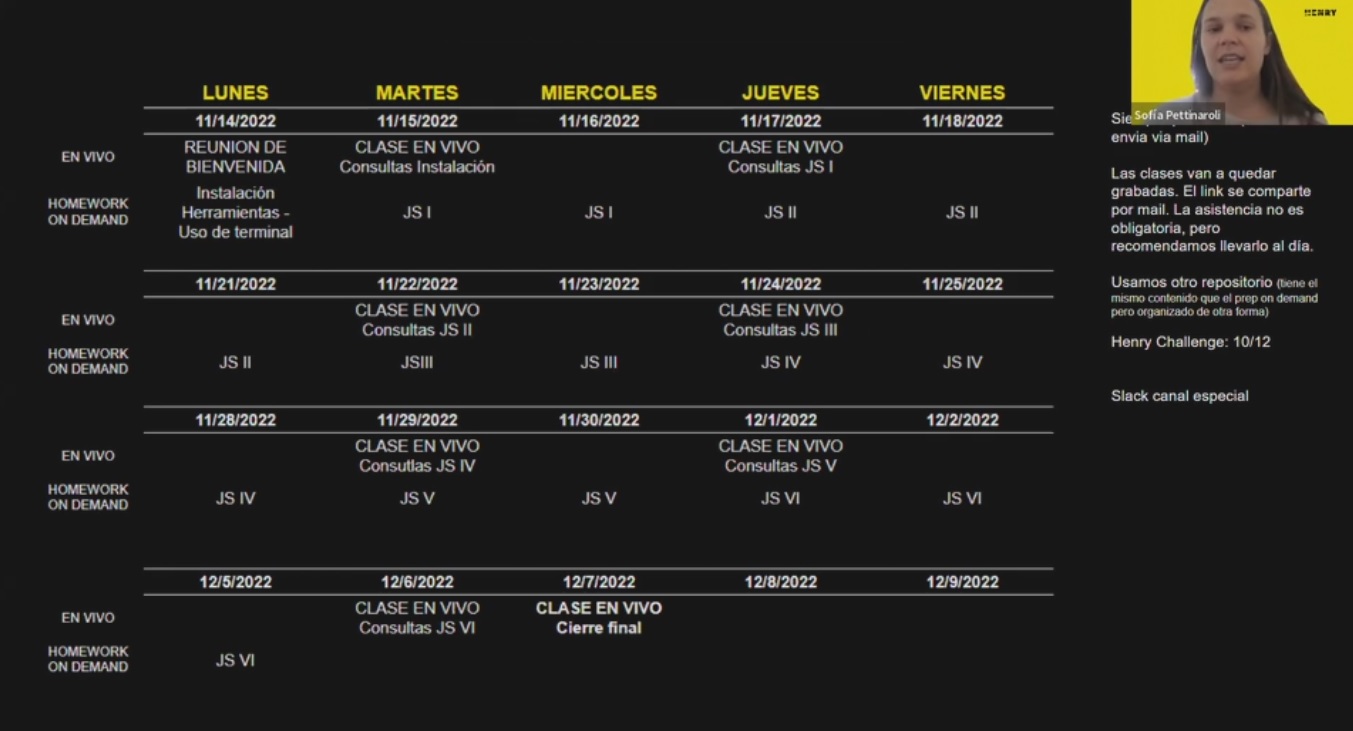 HENRY
Sofía Pettinaroli
LUNES MARTES MIERCOLES JUEVES VIERNES
11/14/2022 11/15/2022 11/16/2022 11/17/2022 11/18/2022
EN VIVO
REUNION DE
BIENVENIDA
CLASE EN VIVO
Consultas Instalación
CLASE EN VIVO
Consultas JS I
HOMEWORK
ON DEMAND
Instalación
Herramientas -
Uso de terminal
JS I JS I JS II JS II
11/21/2022 11/22/2022 11/23/2022 11/24/2022 11/25/2022
EN VIVO
CLASE EN VIVO
Consultas JS II
CLASE EN VIVO
Consultas JS III
HOMEWORK
ON DEMAND
JS II JSIII JS III JS IV JS IV
11/28/2022 11/29/2022 11/30/2022 12/1/2022 12/2/2022
EN VIVO
CLASE EN VIVO
Consutlas JS IV
CLASE EN VIVO
Consultas JS V
HOMEWORK
ON DEMAND
JS IV JS V JS V JS VI JS VI
12/5/2022 12/6/2022 12/7/2022 12/8/2022 12/9/2022
EN VIVO
CLASE EN VIVO
Consultas JS VI
CLASE EN VIVO
Cierre final
HOMEWORK
ON DEMAND
JS VI
envia via mail)
Las clases van a quedar
grabadas. El link se comparte
por mail. La asistencia no es
obligatoria, pero
recomendamos llevarlo al día.
Usamos otro repositorio (tiene el
mismo contenido que el prep on demand
pero organizado de otra forma)
Henry Challenge: 10/12
Slack canal especial